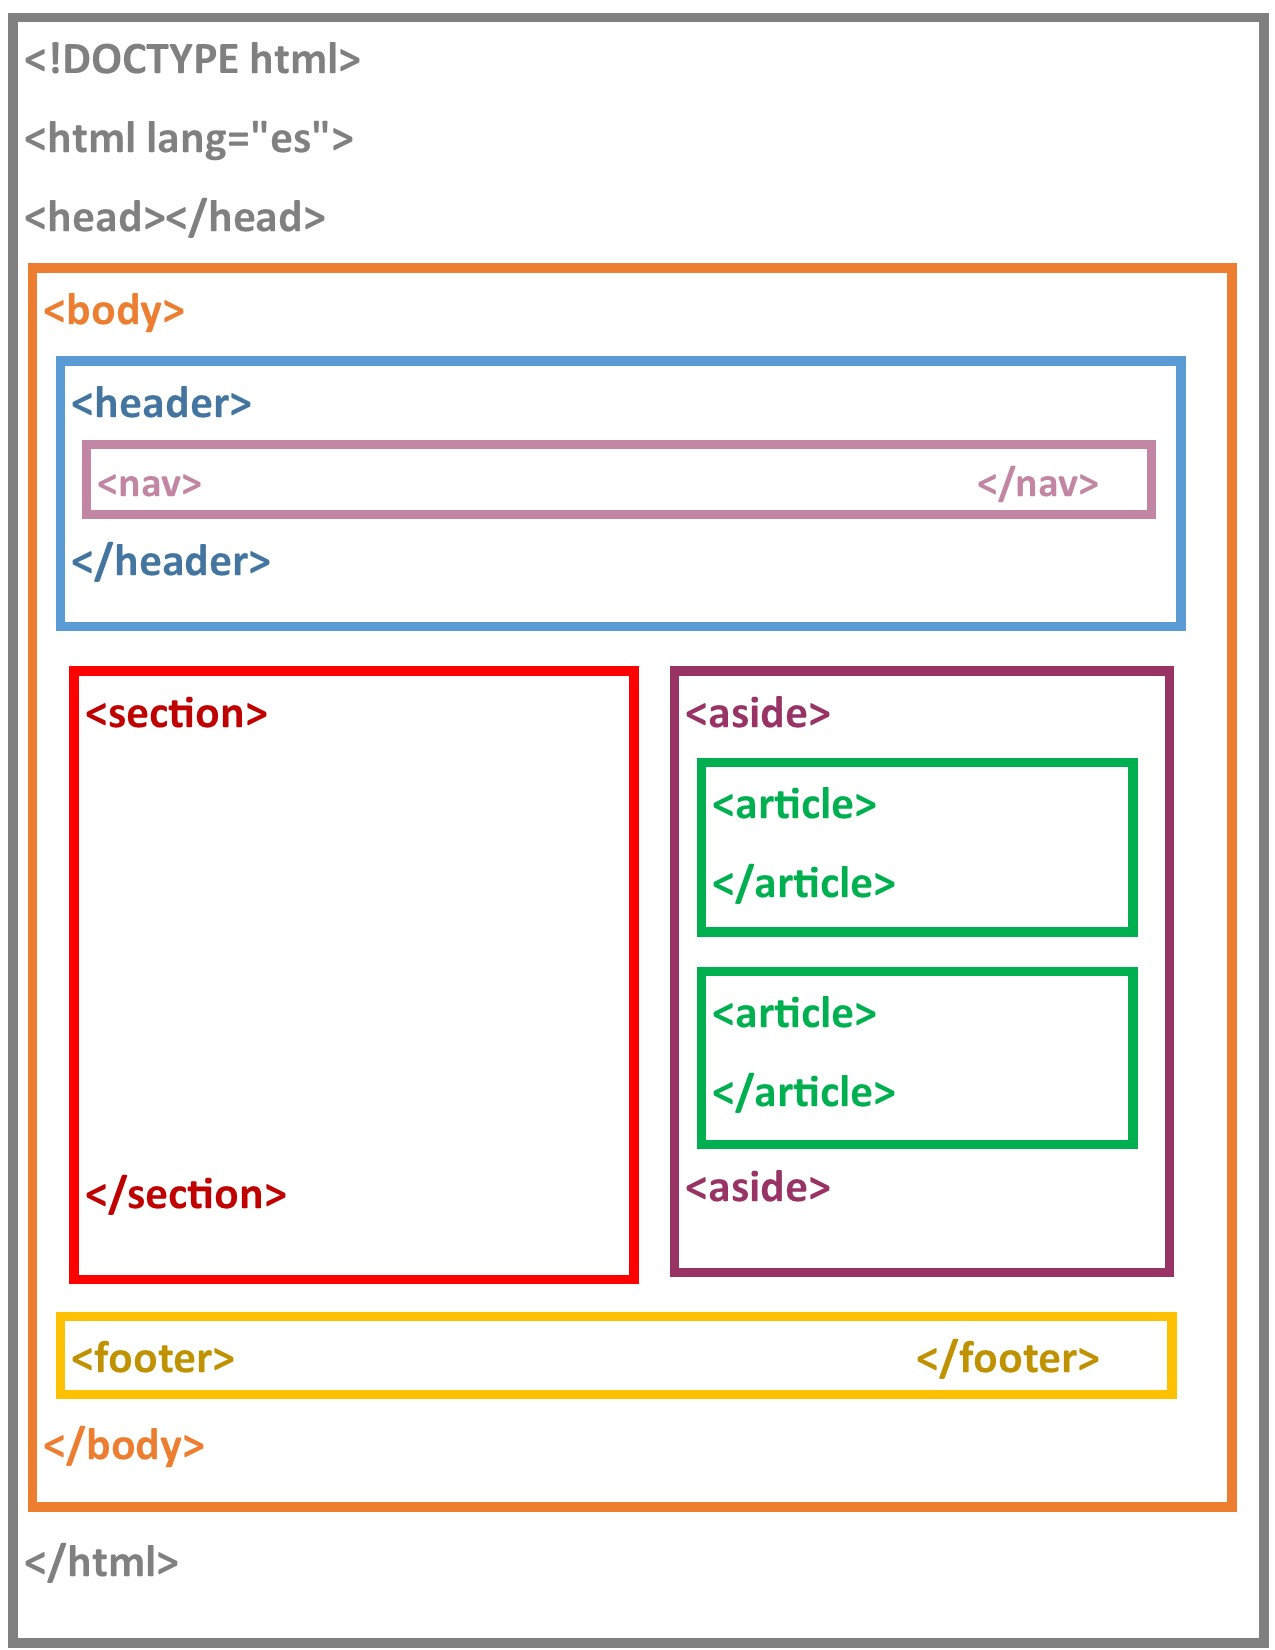 <!DOCTYPE html>
<html lang="es">
<head></head>
<body>
<header>
<nav> </nav>
</header>
<section>
</section>
<aside>
<article>
</article>
<article>
</article>
<aside>
<footer> </footer>
</body>
</html>